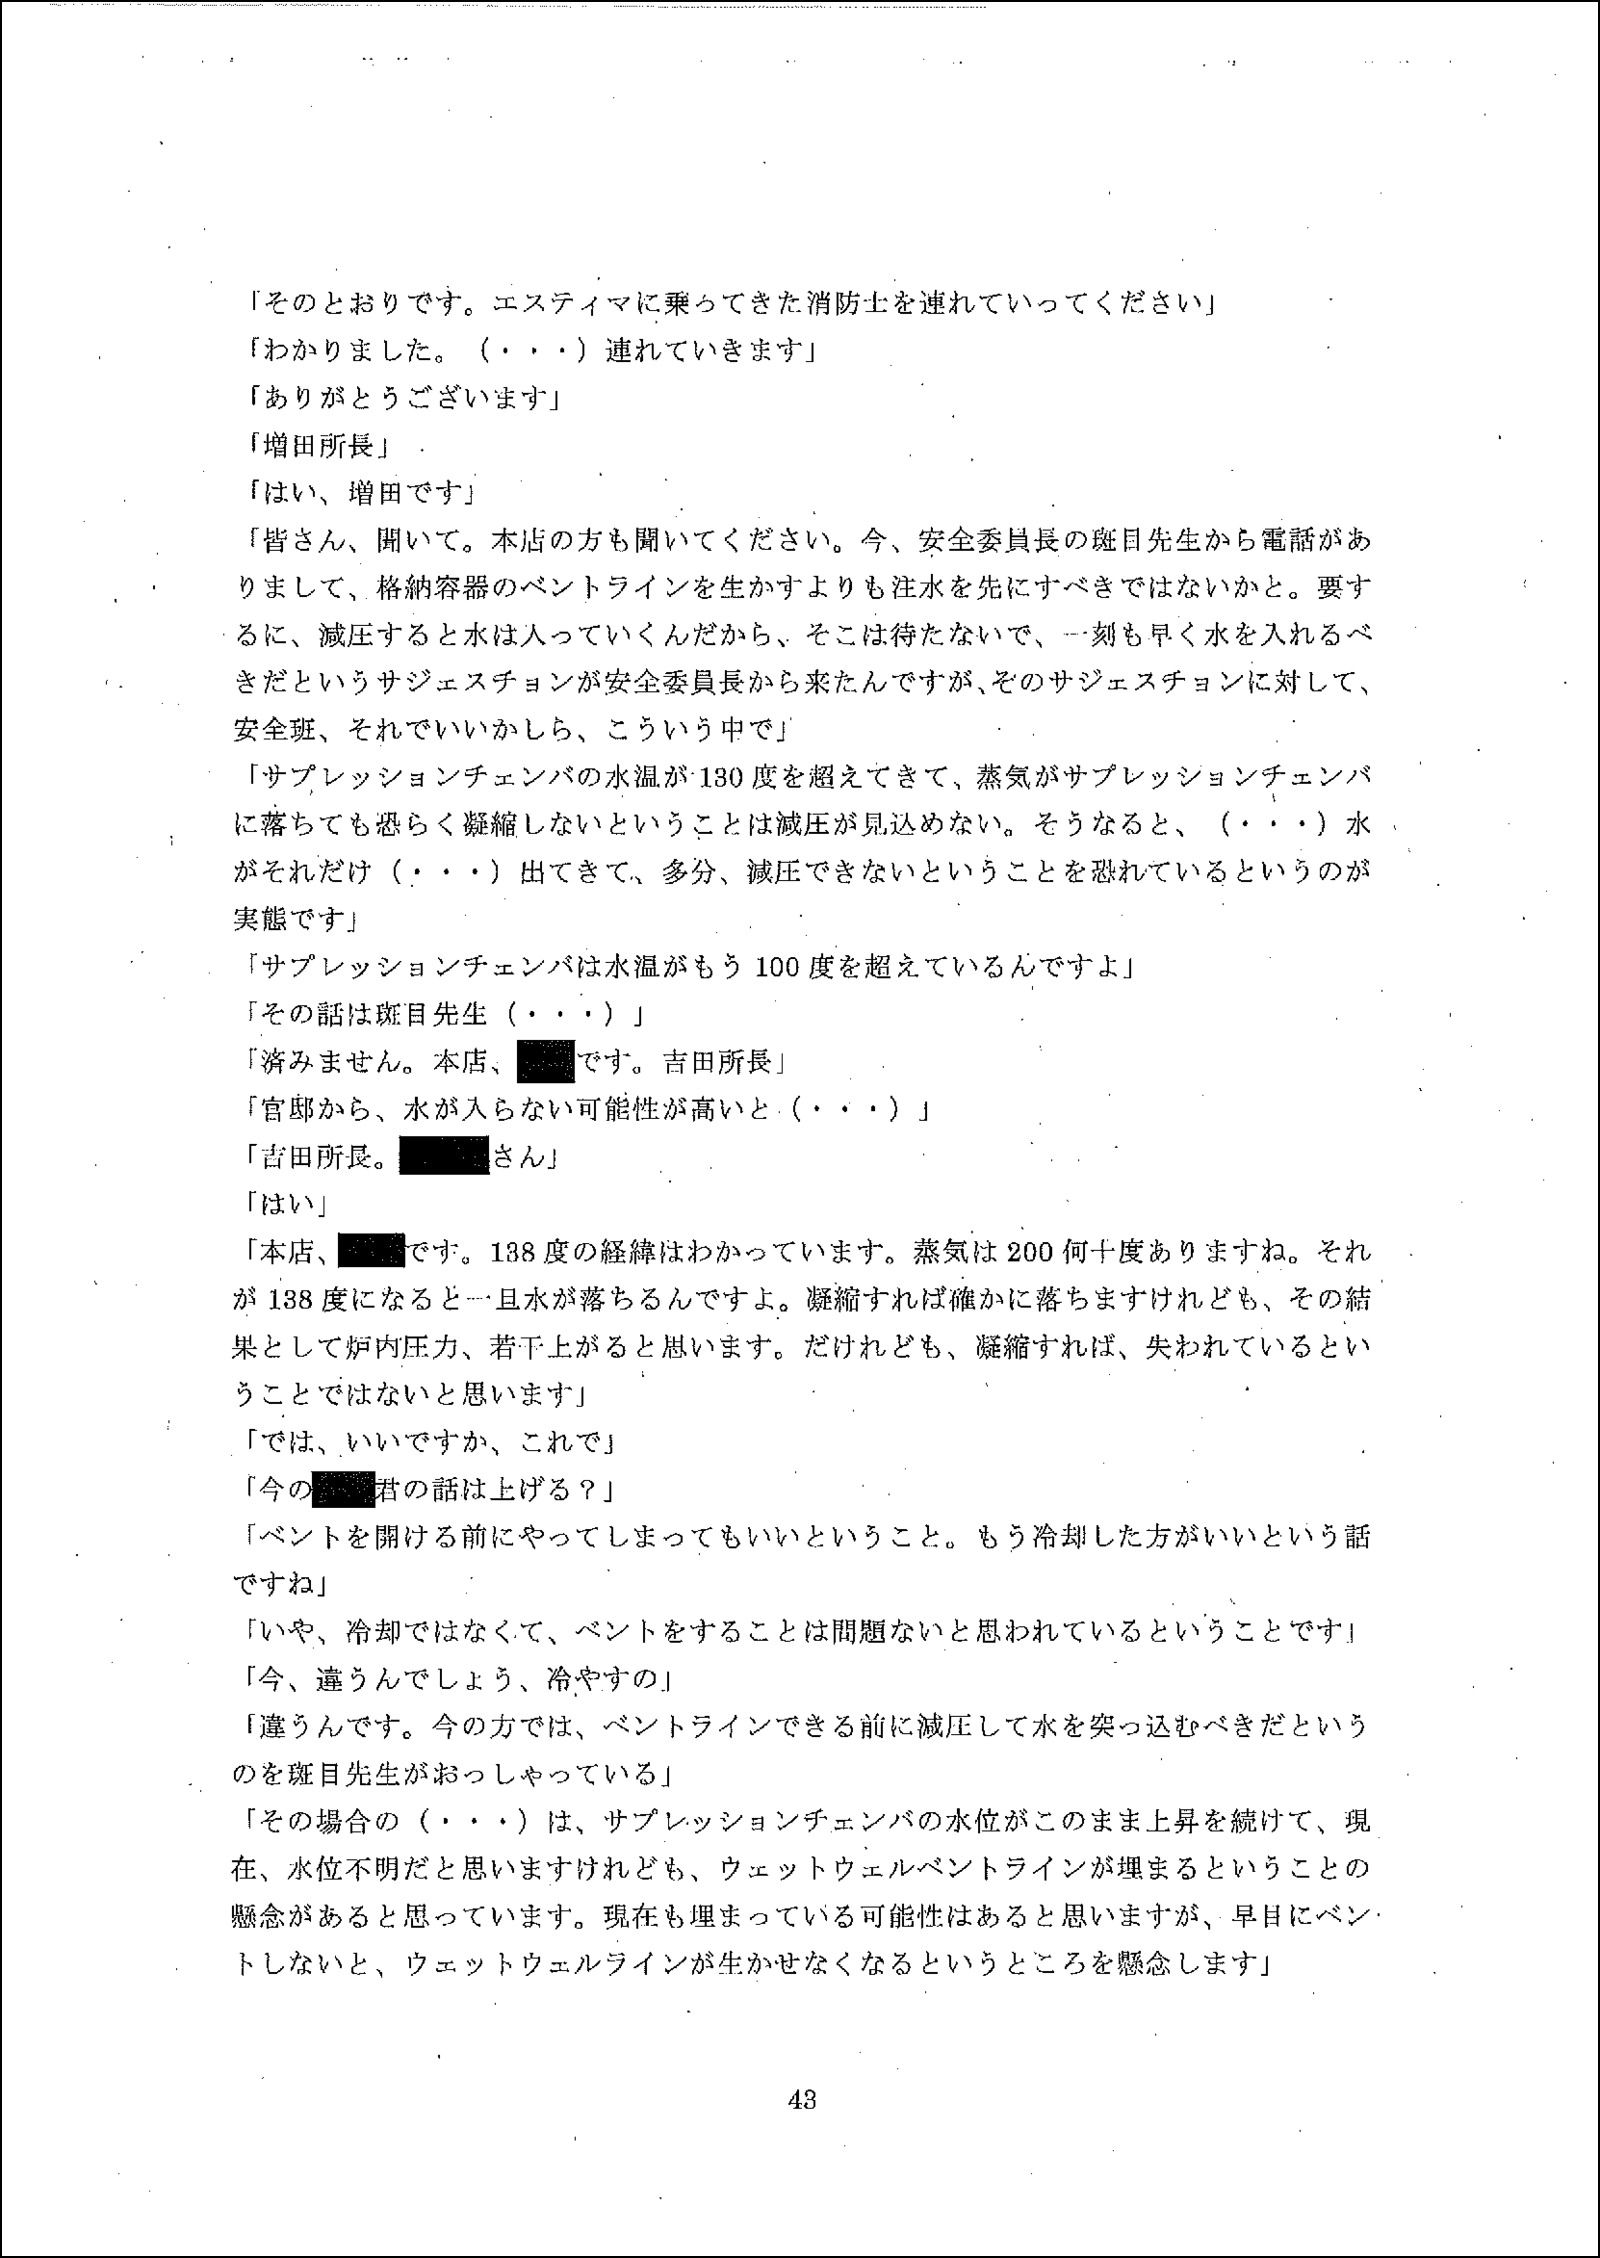 「そのとおりです。エスティマに乗ってきた消防士を連れていってください」
「わかりました。（・・・）連れていきます」
「ありがとうございます」
「増田所長」
「はい、増田です」
「皆さん、聞いて。本店の方も聞いてください。今、安全委員長の斑目先生から電話があ
りまして、格納容器のベントラインを生かすよりも注水を先にすべきではないかと。要す
るに、減圧すると水は入っていくんだから、そこは待たないで、一刻も早く水を入れるべ
きだというサジェスチョンが安全委員長から来たんですが、そのサジェスチョンに対して、
安全班、それでいいかしら、こういう中で」
「サプレッションチェンバの水温が130度を超えてきて、蒸気がサプレッションチェンバ
に落ちても恐らく凝縮しないということは減圧が見込めない。そうなると、（・・・）水
がそれだけ（・・・）出てきて、多分、減圧できないということを恐れているというのが
実態です」
「サプレッションチェンバは水温がもう100度を超えているんですよ」
「その話は斑目先生（・・・）」
「済みません。本店、です。吉田所長」
「官邸から、水が入らない可能性が高いと（・・・）」
「吉田所長。さん」
「はい」
「本店、です。138度の経緯はわかっています。蒸気は200何十度ありますね。それ
が138度になると一旦水が落ちるんですよ。凝縮すれば確かに落ちますけれども、その結
果として炉内圧力、若干上がると思います。だけれども、凝縮すれば、失われているとい
うことではないと思います」
「では、いいですか、これで」
「今の君の話は上げる？」
「ベントを開ける前にやってしまってもいいということ。もう冷却した方がいいという話
ですね」
「いや、冷却ではなくて、ベントをすることは問題ないと思われているということです」
「今、違うんでしょう、冷やすの」
「違うんです。今の方では、ベントラインできる前に減圧して水を突っ込むべきだという
のを斑目先生がおっしゃっている」
「その場合の（・・・）は、サプレッションチェンバの水位がこのまま上昇を続けて、現
在、水位不明だと思いますけれども、ウェットウェルベントラインが埋まるということの
懸念があると思っています。現在も埋まっている可能性はあると思いますが、早目にベン
トしないと、ウェットウェルラインが生かせなくなるというところを懸念します」
43